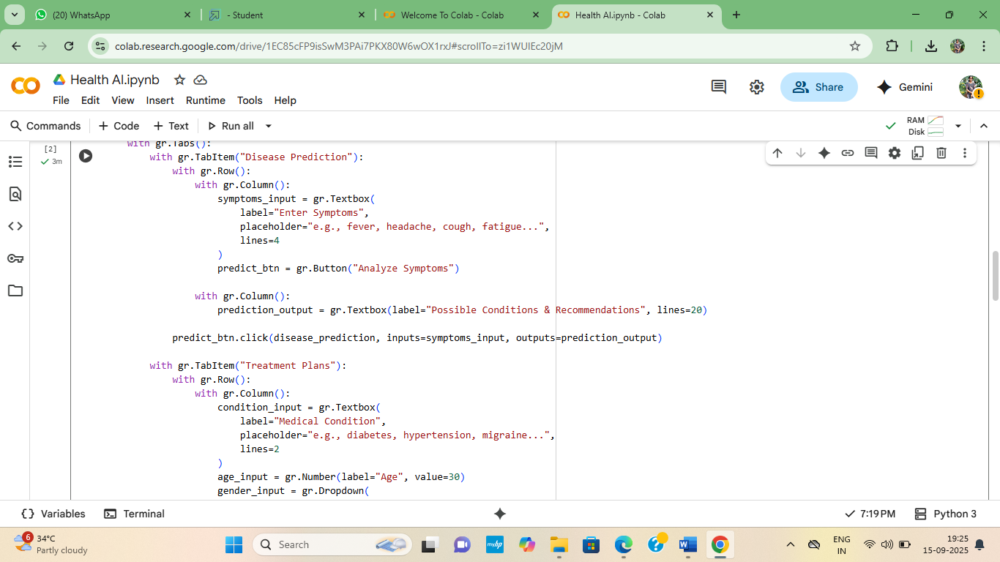 (20) WhatsApp
- Student
Welcome To Colab - Colab
Health AI.ipynb - Colab
colab.research.google.com/drive/1EC85cFP9isSwM3PAi7PKX80W6wOX1rxJ#scrollTo=zi1WUIEc20jM
Health AI.ipynb
File Edit View Insert Runtime Tools Help
Share
Gemini
Commands + Code + Text Run all
RAM
Disk
[2]
3m
with gr.Tabs():
with gr.TabItem("Disease Prediction"):
with gr.Row():
with gr.Column():
symptoms_input = gr.Textbox(
label="Enter Symptoms",
placeholder="e.g., fever, headache, cough, fatigue...",
lines=4
)
predict_btn = gr.Button("Analyze Symptoms")
with gr.Column():
prediction_output = gr.Textbox(label="Possible Conditions & Recommendations", lines=20)
predict_btn.click(disease_prediction, inputs=symptoms_input, outputs=prediction_output)
with gr.TabItem("Treatment Plans"):
with gr.Row():
with gr.Column():
condition_input = gr.Textbox(
label="Medical Condition",
placeholder="e.g., diabetes, hypertension, migraine...",
lines=2
)
age_input = gr.Number(label="Age", value=30)
gender_input = gr.Dropdown(
Variables Terminal
7:19 PM Python 3
6
34°C
Partly cloudy
Search
myhp
ENG
IN
19:25
15-09-2025